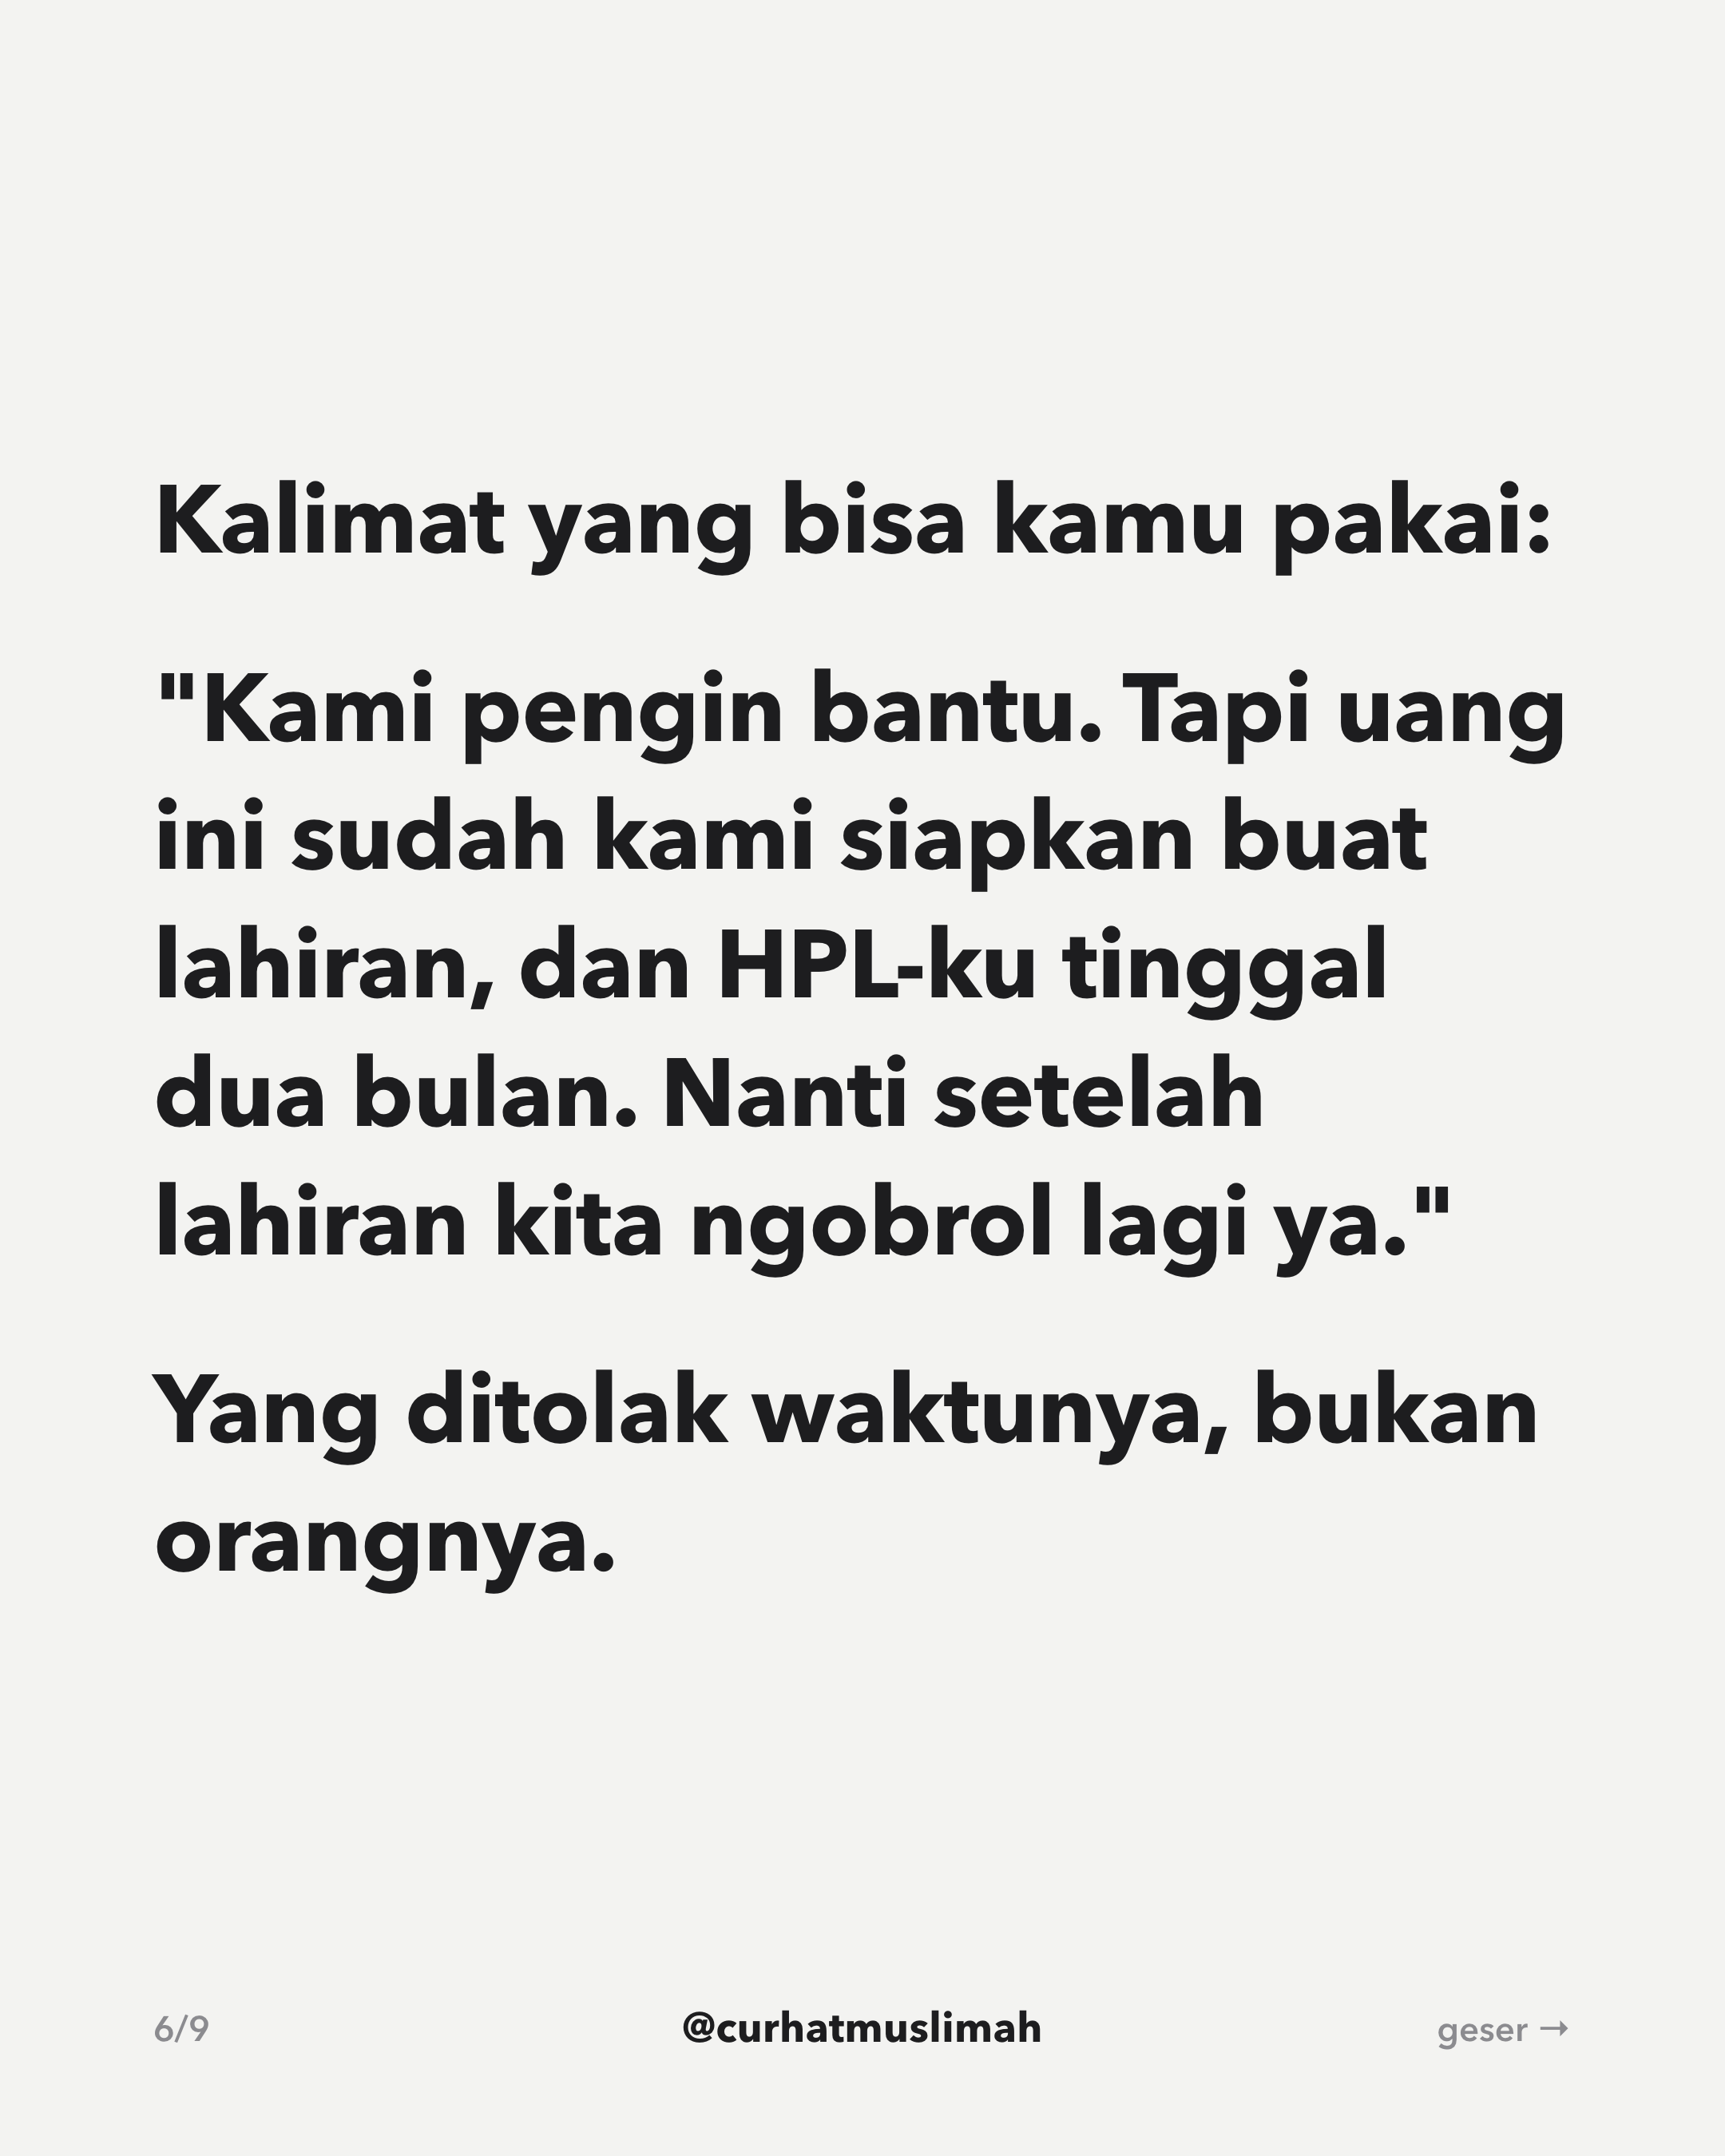 Kalimat yang bisa kamu pakai:
"Kami pengin bantu. Tapi uang
ini sudah kami siapkan buat
lahiran, dan HPL-ku tinggal
dua bulan. Nanti setelah
lahiran kita ngobrol lagi ya."
Yang ditolak waktunya, bukan
orangnya.
6/9
@curhatmuslimah
geser →